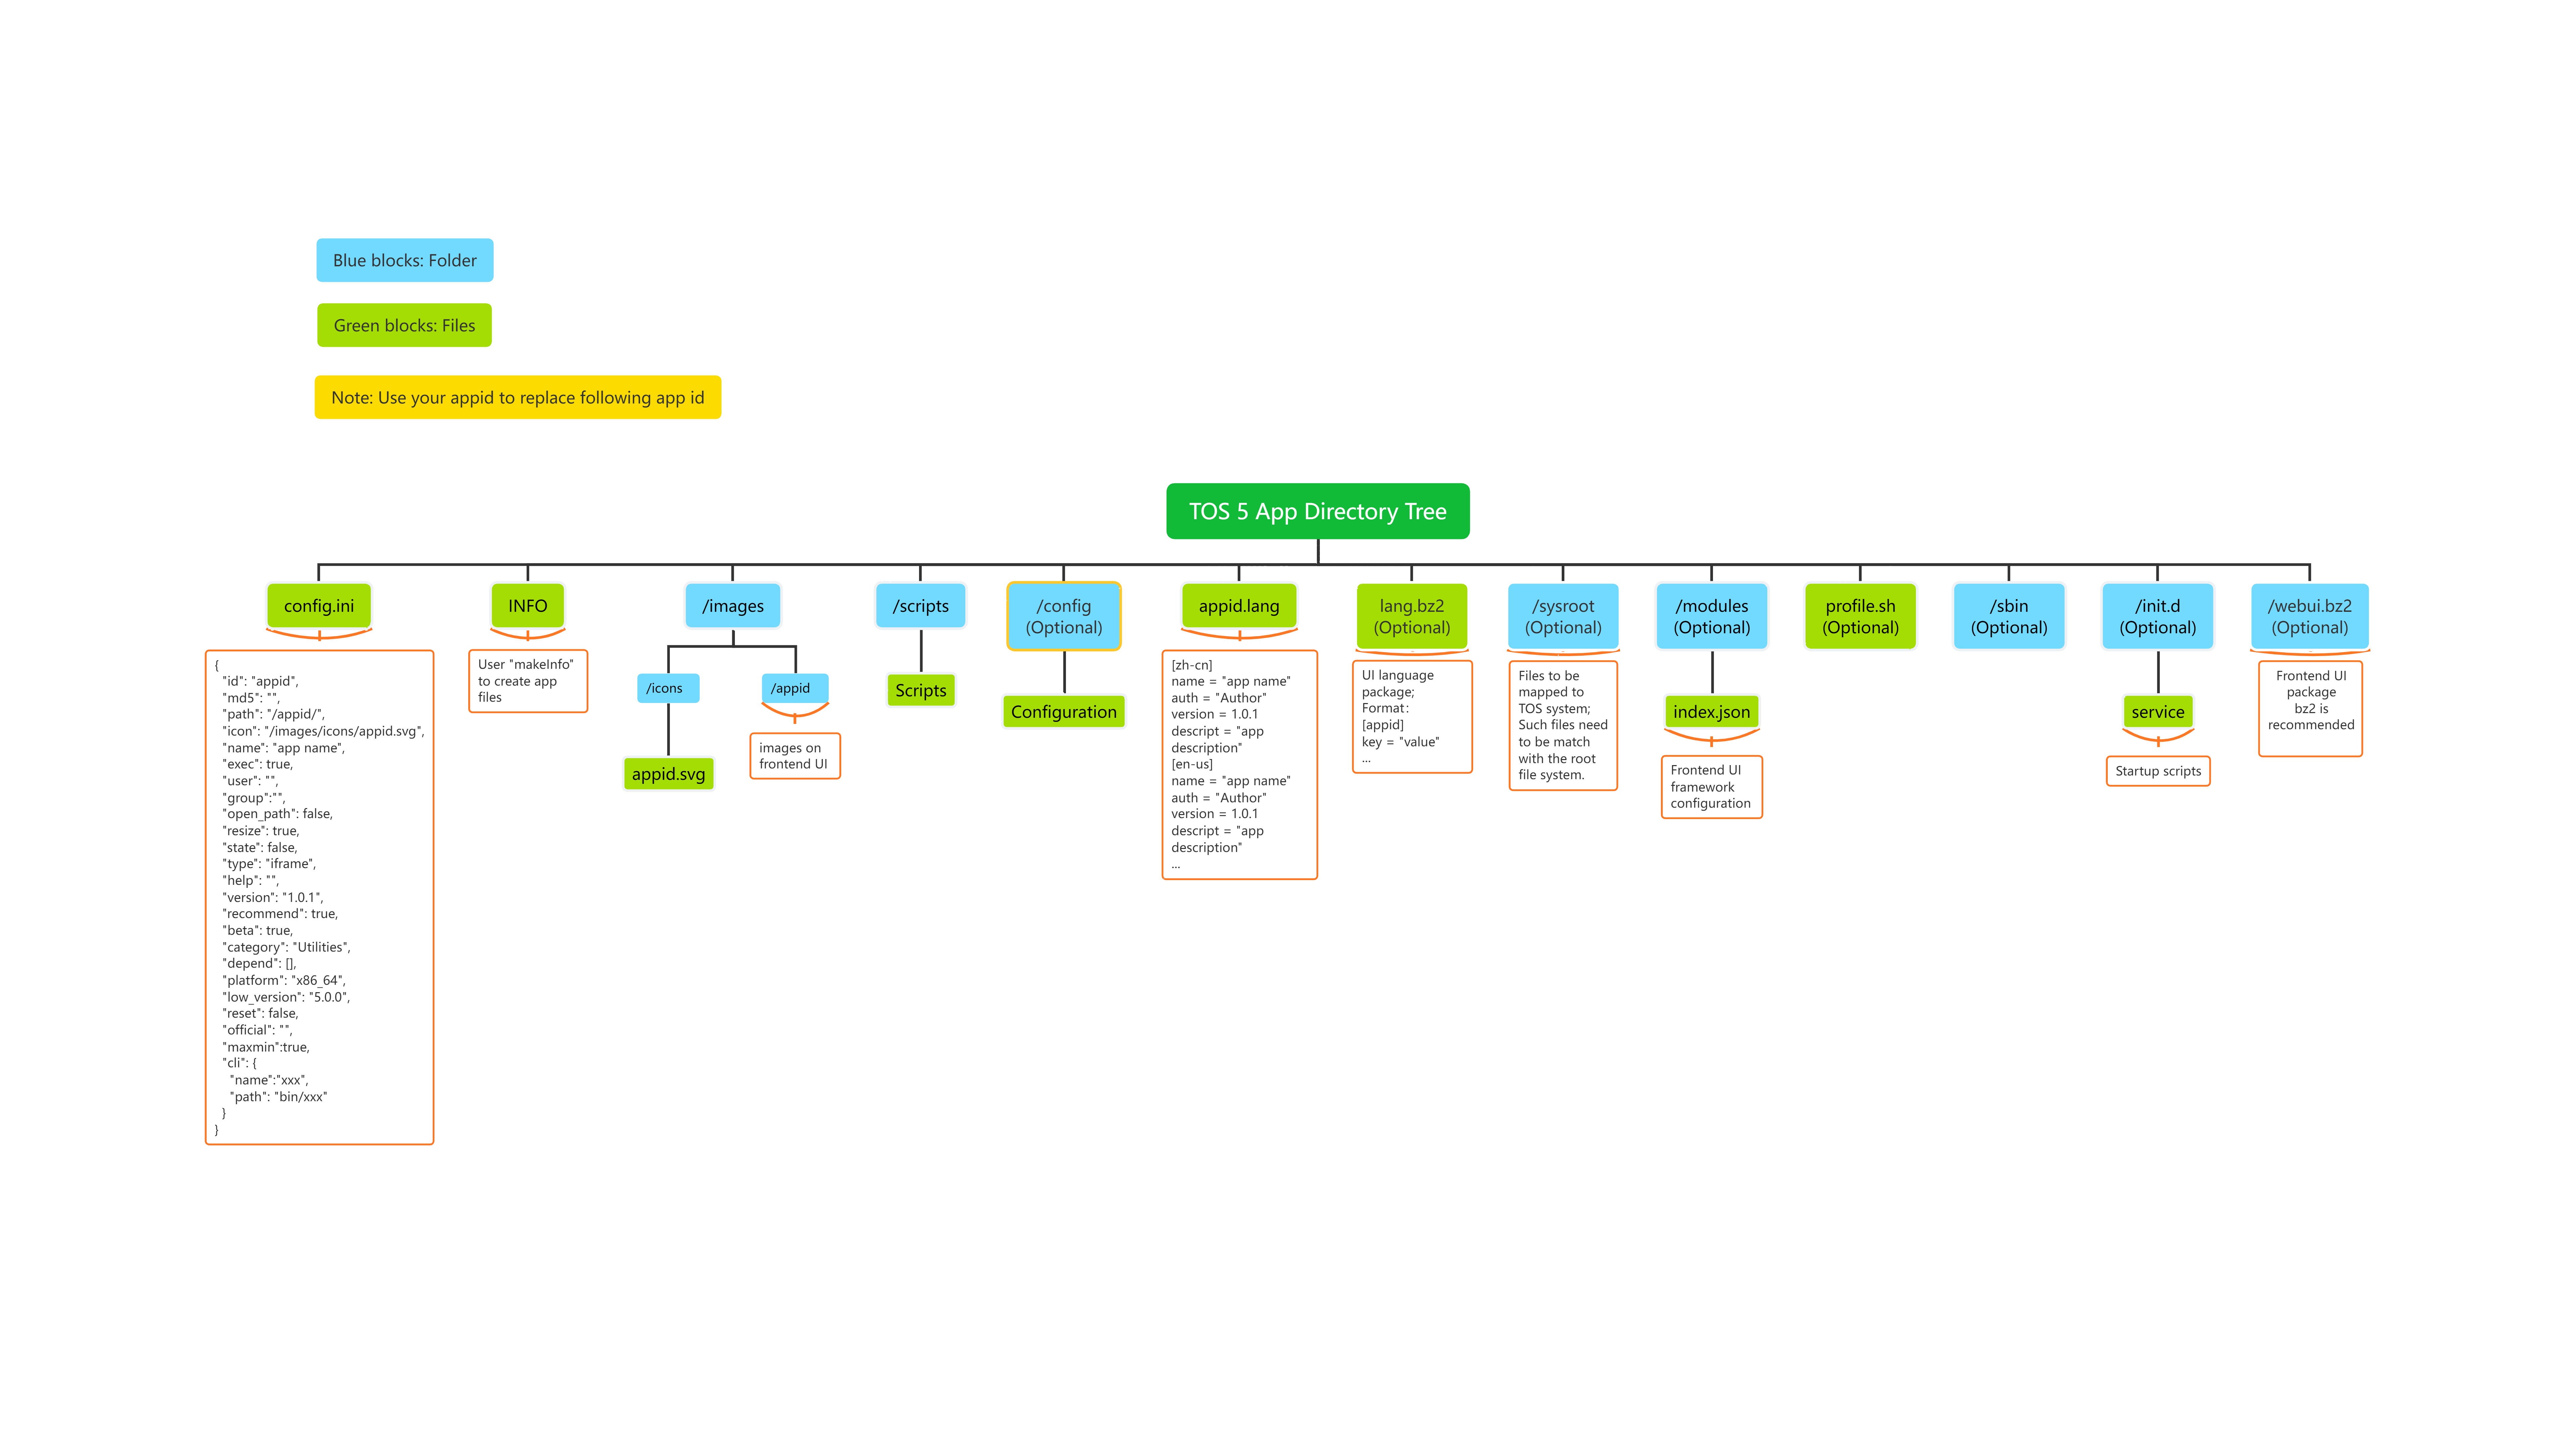 Blue blocks: Folder
Green blocks: Files
Note: Use your appid to replace following app id
TOS 5 App Directory Tree
config.ini
{
"id": "appid",
"md5": "",
"path": "/appid/",
"icon": "/images/icons/appid.svg",
"name": "app name",
"exec": true,
"user": "",
"group":"",
"open_path": false,
"resize": true,
"state": false,
"type": "iframe",
"help": "",
"version": "1.0.1",
"recommend": true,
"beta": true,
"category": "Utilities",
"depend": [],
"platform": "x86_64",
"low_version": "5.0.0",
"reset": false,
"official": "",
"maxmin":true,
"cli": {
"name":"xxx",
"path": "bin/xxx"
}
}
INFO
User "makeInfo"
to create app
files
/images
/icons
appid.svg
/appid
images on
frontend UI
/scripts
Scripts
/config
(Optional)
Configuration
appid.lang
[zh-cn]
name = "app name"
auth = "Author"
version = 1.0.1
descript = "app
description"
[en-us]
name = "app name"
auth = "Author"
version = 1.0.1
descript = "app
description"
...
lang.bz2
(Optional)
UI language
package;
Format：
[appid]
key = "value"
...
/sysroot
(Optional)
Files to be
mapped to
TOS system;
Such files need
to be match
with the root
file system.
/modules
(Optional)
index.json
Frontend UI
framework
configuration
profile.sh
(Optional)
/sbin
(Optional)
/init.d
(Optional)
service
Startup scripts
/webui.bz2
(Optional)
Frontend UI
package
bz2 is
recommended